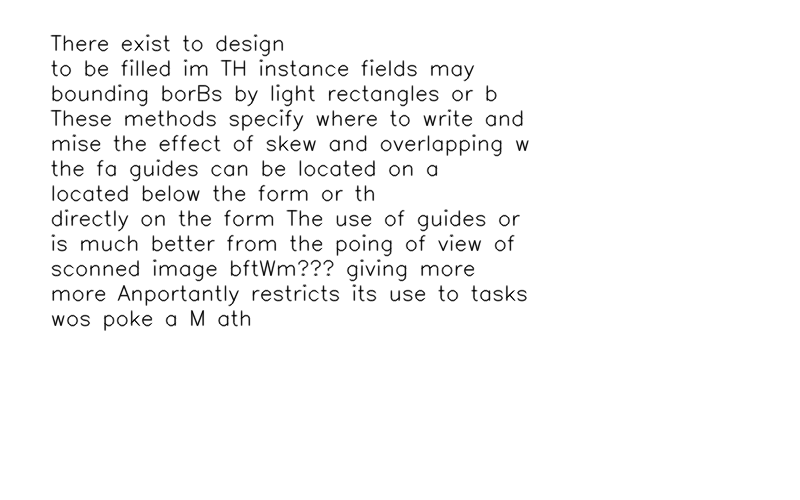 There exist to design
to be filled im TH instance fields may
bounding borBs by light rectangles or b
These methods specify where to write and
mise the effect of skew and overlapping w
the fa guides can be located on a
located below the form or th
directly on the form The use of guides or
is much better from the poing of view of
sconned image bftWm??? giving more
more Anportantly restricts its use to tasks
wos poke a M ath